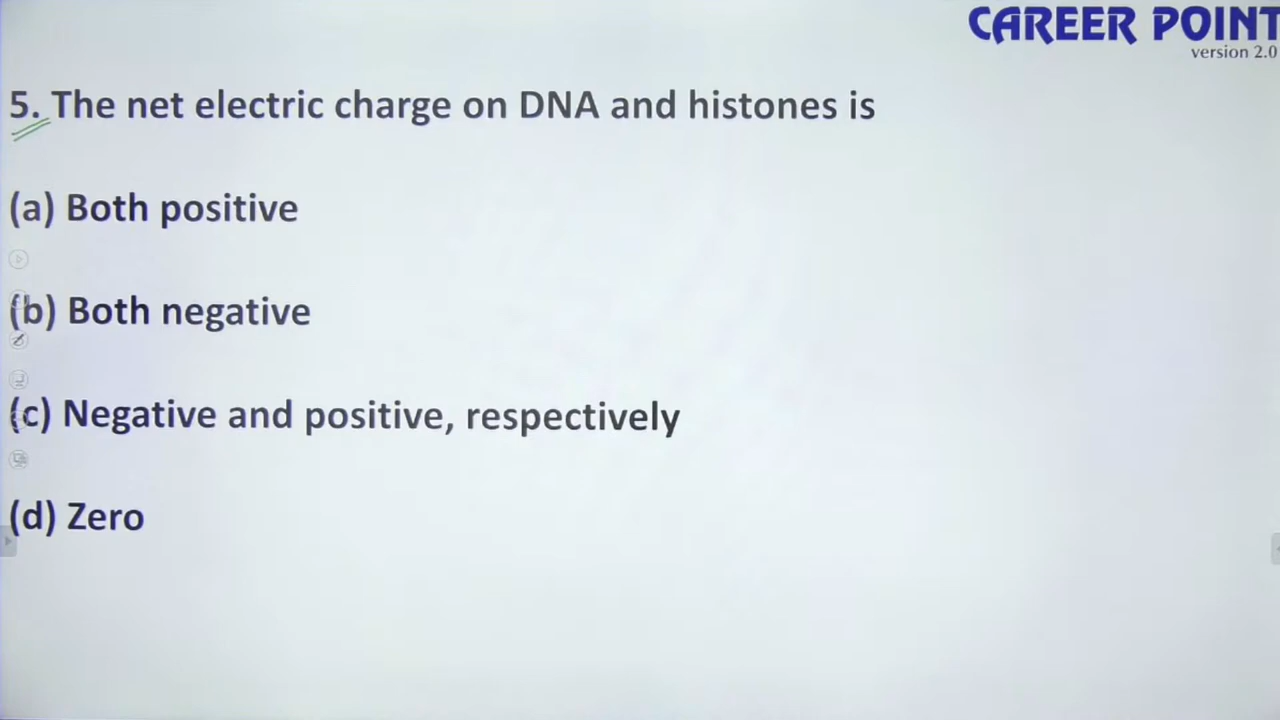 CAREER POINT
version 2.0
5. The net electric charge on DNA and histones is
(a) Both positive
(b) Both negative
(c) Negative and positive, respectively
(d) Zero